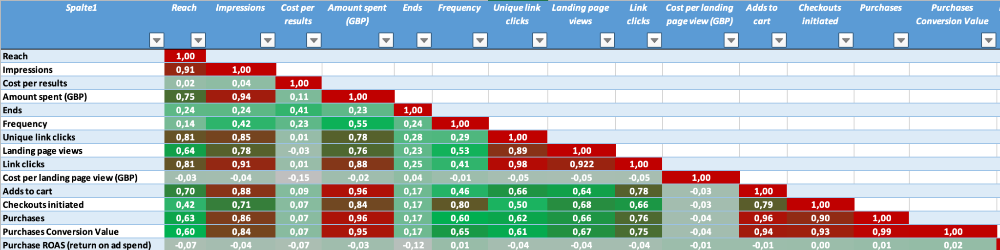 Spalte1 Reach Impressions Cost per results Amount spent (GBP) Ends Frequency Unique link clicks Landing page views Link clicks Cost per landing page view (GBP) Adds to cart Checkouts initiated Purchases Purchases Conversion Value
Reach 1,00
Impressions 0,91 1,00
Cost per results 0,02 0,04 1,00
Amount spent (GBP) 0,75 0,94 0,11 1,00
Ends 0,24 0,24 0,41 0,23 1,00
Frequency 0,14 0,42 0,23 0,55 0,24 1,00
Unique link clicks 0,81 0,85 0,01 0,78 0,28 0,29 1,00
Landing page views 0,64 0,78 -0,03 0,76 0,23 0,53 0,89 1,00
Link clicks 0,81 0,91 0,01 0,88 0,25 0,41 0,98 0,922 1,00
Cost per landing page view (GBP) -0,03 -0,04 -0,15 -0,02 0,04 -0,01 -0,05 -0,05 -0,05 1,00
Adds to cart 0,70 0,88 0,09 0,96 0,17 0,46 0,66 0,64 0,78 -0,03 1,00
Checkouts initiated 0,42 0,71 0,07 0,84 0,17 0,80 0,50 0,68 0,66 -0,03 0,79 1,00
Purchases 0,63 0,86 0,07 0,96 0,17 0,60 0,62 0,66 0,76 -0,04 0,96 0,90 1,00
Purchases Conversion Value 0,60 0,84 0,07 0,95 0,17 0,65 0,61 0,67 0,75 -0,04 0,94 0,93 0,99 1,00
Purchase ROAS (return on ad spend) -0,07 -0,04 -0,07 -0,03 -0,12 0,01 -0,04 -0,04 -0,04 -0,01 -0,01 0,00 0,01 0,02